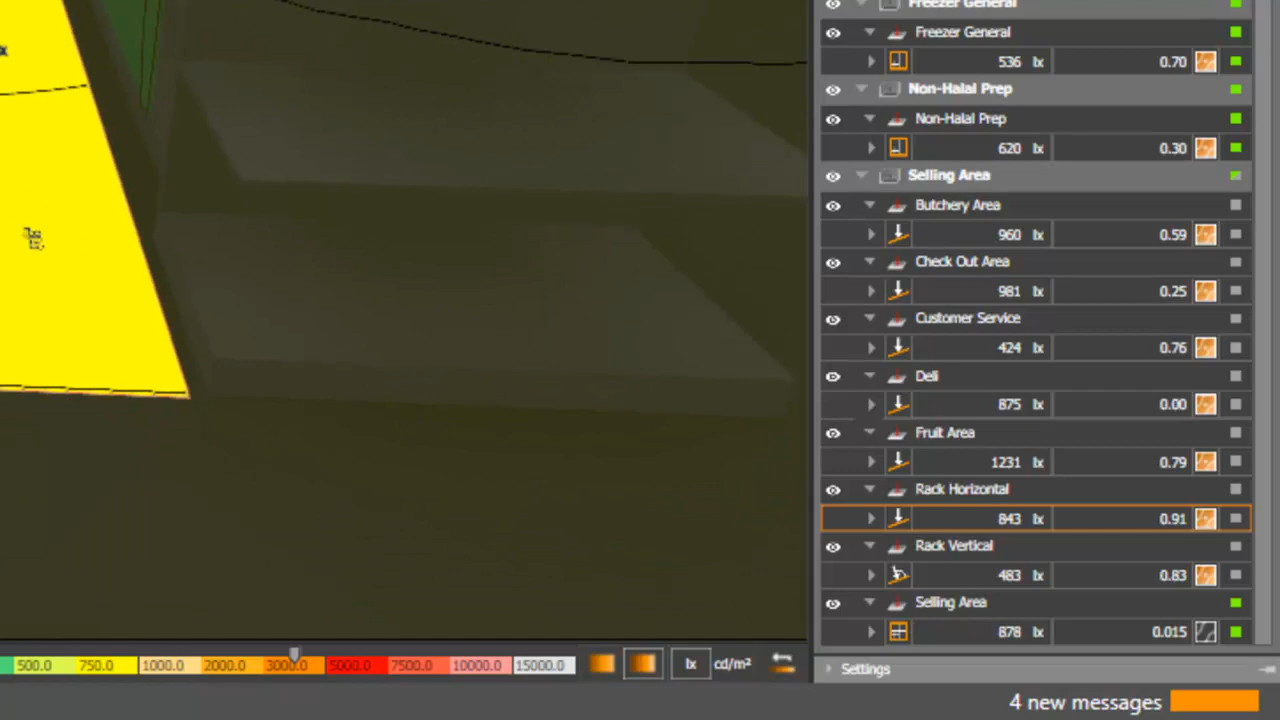 Freezer General
Freezer General
536 lx 0.70
Non-Halal Prep
Non-Halal Prep
620 lx 0.30
Selling Area
Butchery Area
960 lx 0.59
Check Out Area
981 lx 0.25
Customer Service
424 lx 0.76
Deli
875 lx 0.00
Fruit Area
1231 lx 0.79
Rack Horizontal
843 lx 0.91
Rack Vertical
483 lx 0.83
Selling Area
878 lx 0.015
500.0 750.0 1000.0 2000.0 3000.0 5000.0 7500.0 10000.0 15000.0 lx cd/m²
Settings
4 new messages